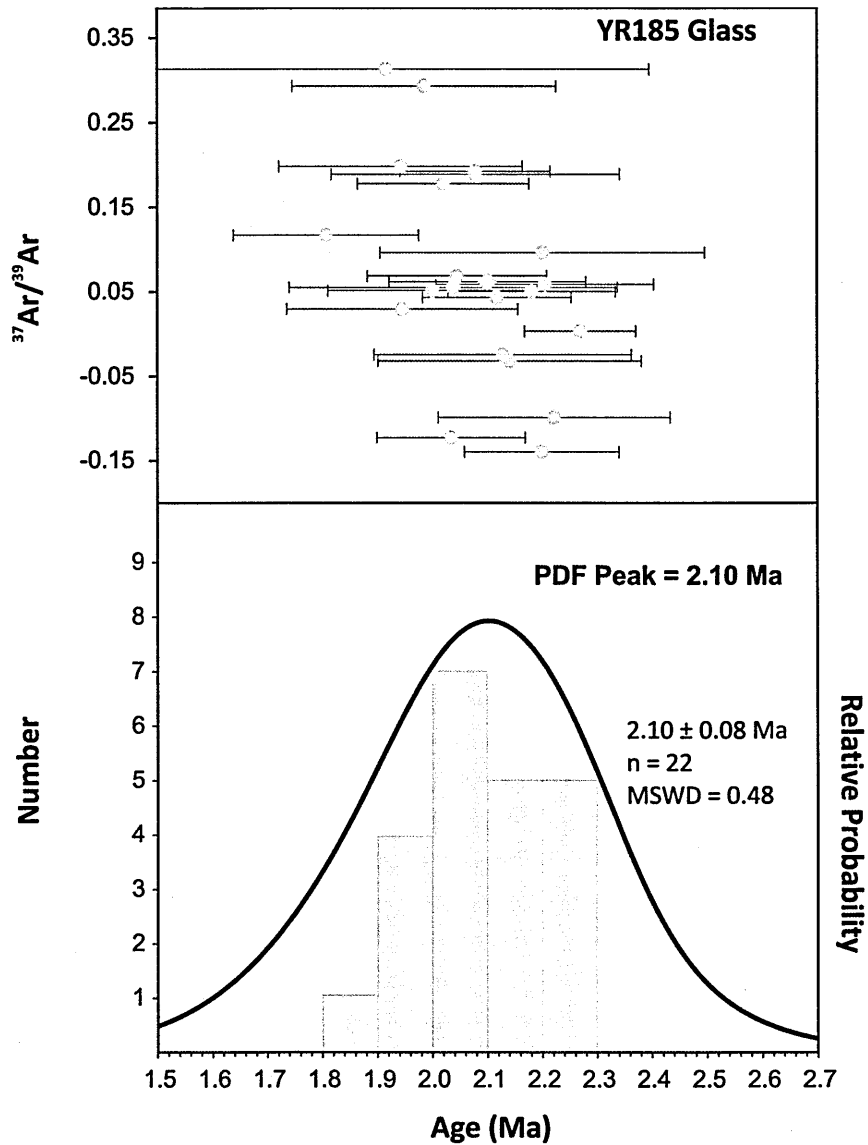 YR185 Glass
0.35
0.25
0.15
0.05
-0.05
-0.15
³⁷Ar/³⁹Ar
PDF Peak = 2.10 Ma
9
8
7
6
5
4
3
2
1
Number
2.10 ± 0.08 Ma
n = 22
MSWD = 0.48
Relative Probability
1.5 1.6 1.7 1.8 1.9 2.0 2.1 2.2 2.3 2.4 2.5 2.6 2.7
Age (Ma)